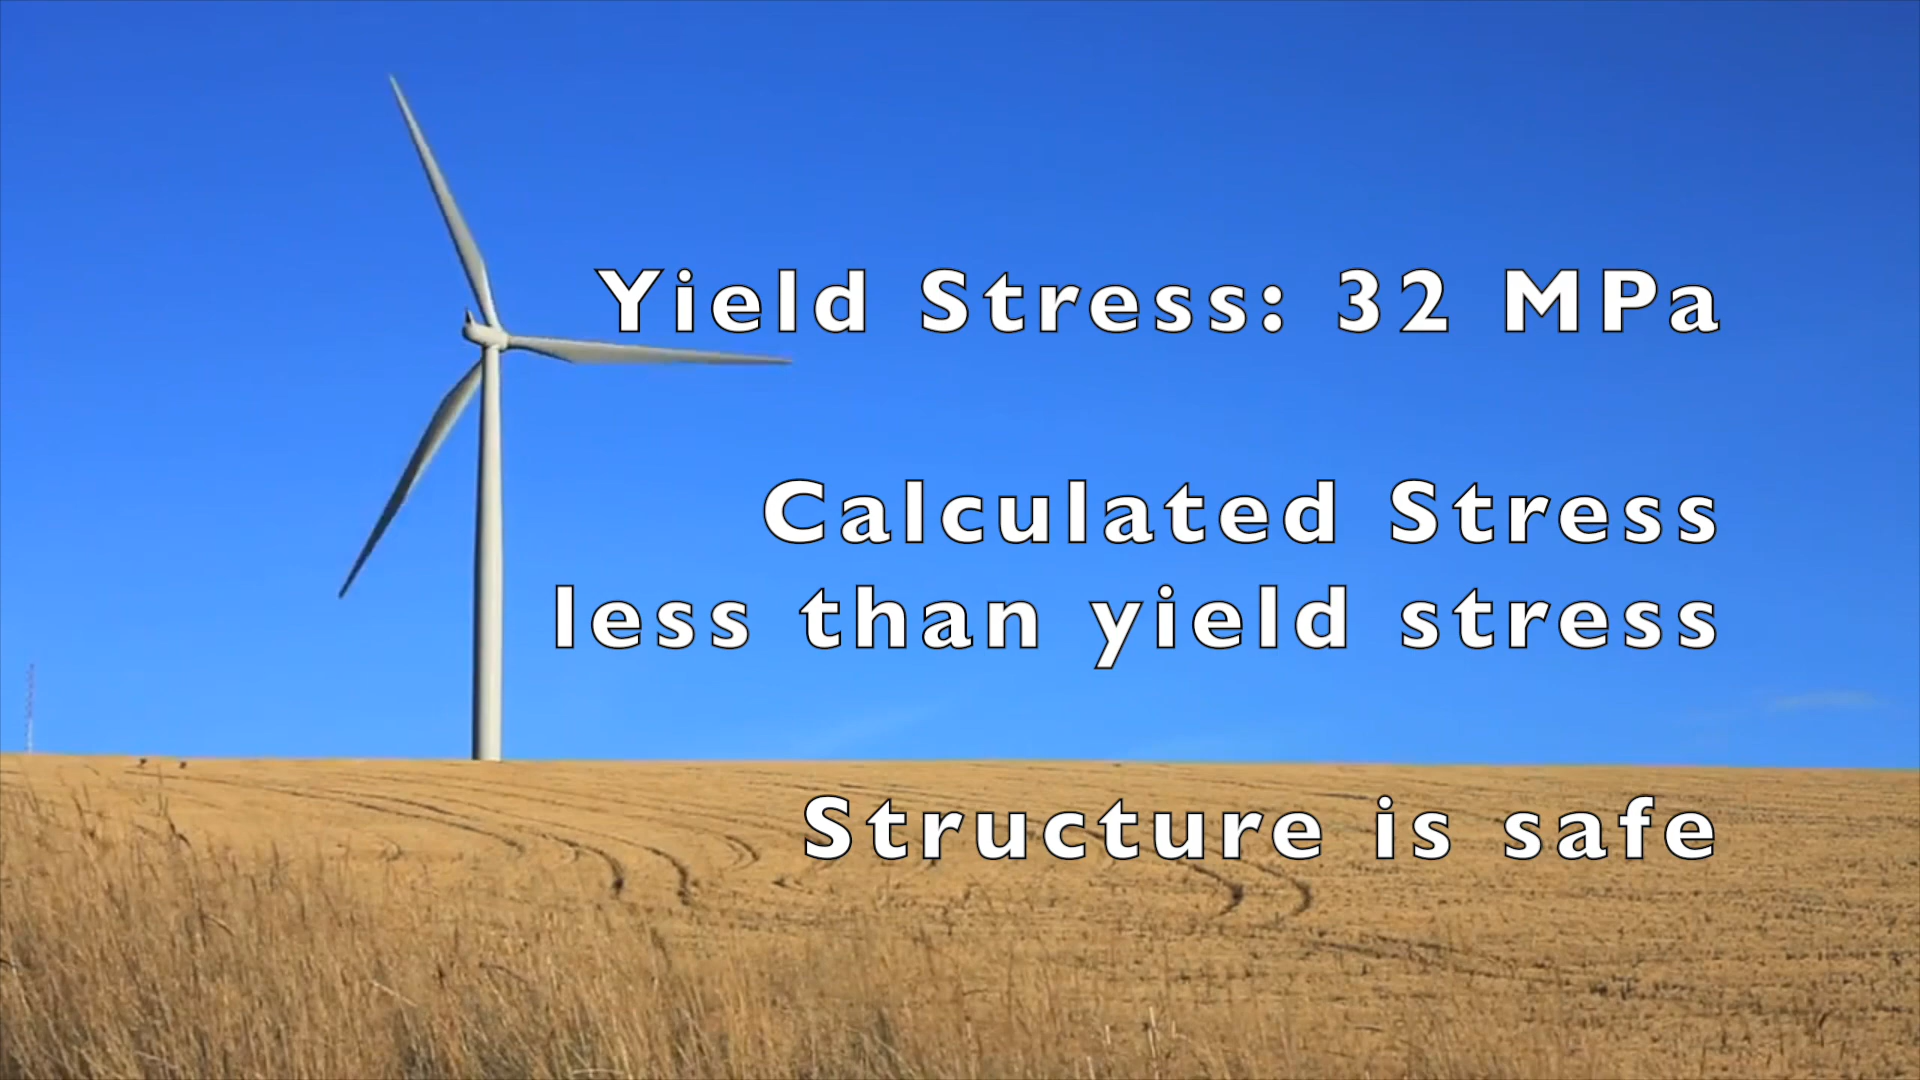 Yield Stress: 32 MPa
Calculated Stress
less than yield stress
Structure is safe